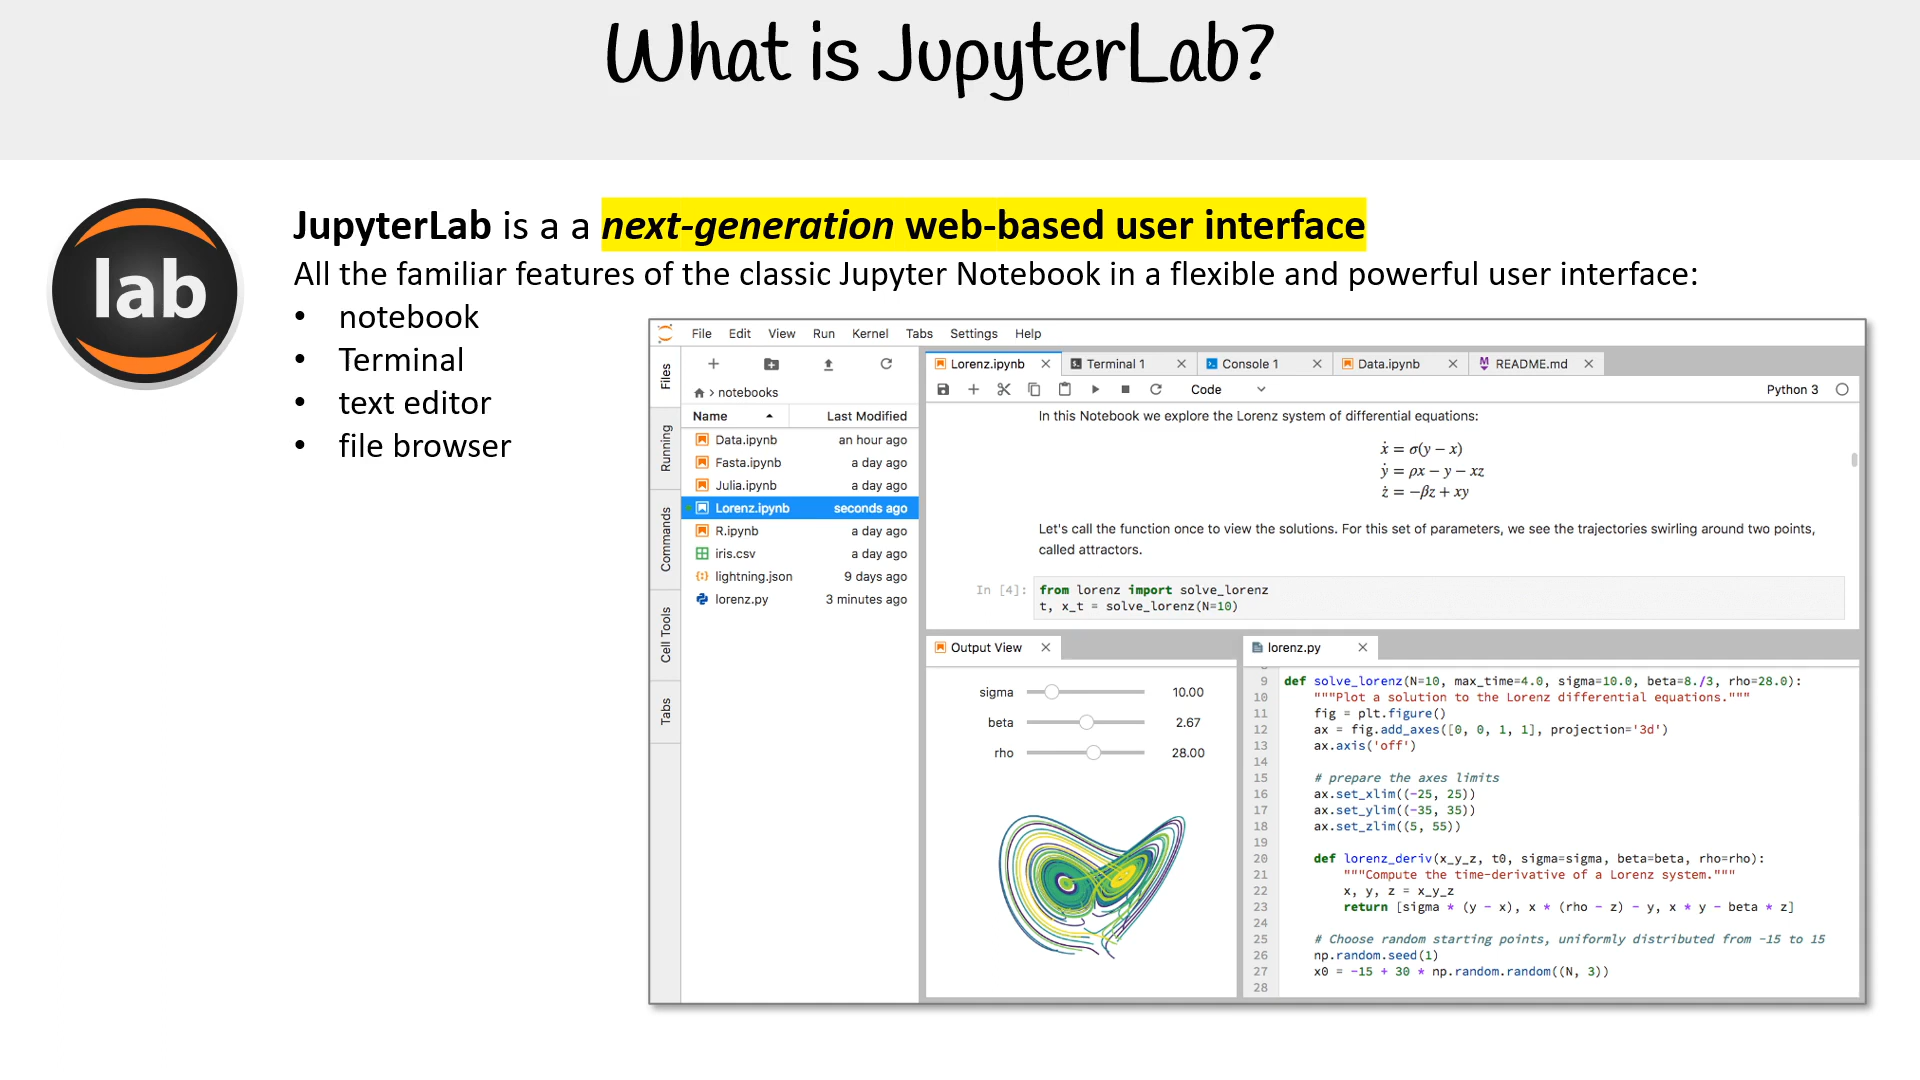 What is JupyterLab?
lab
JupyterLab is a a next-generation web-based user interface
All the familiar features of the classic Jupyter Notebook in a flexible and powerful user interface:
• notebook
• Terminal
• text editor
• file browser
File Edit View Run Kernel Tabs Settings Help
Files
Running
Commands
Cell Tools
Tabs
notebooks
Name Last Modified
Data.ipynb an hour ago
Fasta.ipynb a day ago
Julia.ipynb a day ago
Lorenz.ipynb seconds ago
R.ipynb a day ago
iris.csv a day ago
lightning.json 9 days ago
lorenz.py 3 minutes ago
Lorenz.ipynb Terminal 1 Console 1 Data.ipynb README.md
Code Python 3
In this Notebook we explore the Lorenz system of differential equations:
ẋ = σ(y − x)
ẏ = ρx − y − xz
ż = −βz + xy
Let's call the function once to view the solutions. For this set of parameters, we see the trajectories swirling around two points,
called attractors.
In [4]: from lorenz import solve_lorenz
t, x_t = solve_lorenz(N=10)
Output View
sigma 10.00
beta 2.67
rho 28.00
lorenz.py
9 def solve_lorenz(N=10, max_time=4.0, sigma=10.0, beta=8./3, rho=28.0):
10 """Plot a solution to the Lorenz differential equations."""
11 fig = plt.figure()
12 ax = fig.add_axes([0, 0, 1, 1], projection='3d')
13 ax.axis('off')
14
15 # prepare the axes limits
16 ax.set_xlim((-25, 25))
17 ax.set_ylim((-35, 35))
18 ax.set_zlim((5, 55))
19
20 def lorenz_deriv(x_y_z, t0, sigma=sigma, beta=beta, rho=rho):
21 """Compute the time-derivative of a Lorenz system."""
22 x, y, z = x_y_z
23 return [sigma * (y - x), x * (rho - z) - y, x * y - beta * z]
24
25 # Choose random starting points, uniformly distributed from -15 to 15
26 np.random.seed(1)
27 x0 = -15 + 30 * np.random.random((N, 3))
28